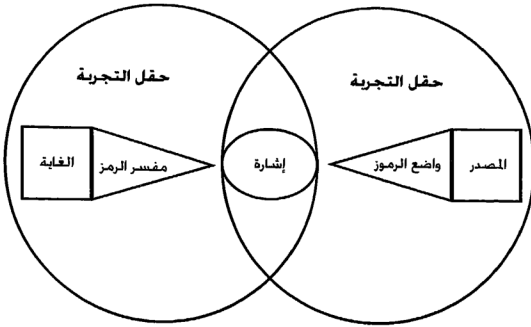 حقل التجربة
حقل التجربة
المصدر
واضع الرموز
إشارة
مفسر الرمز
الغاية